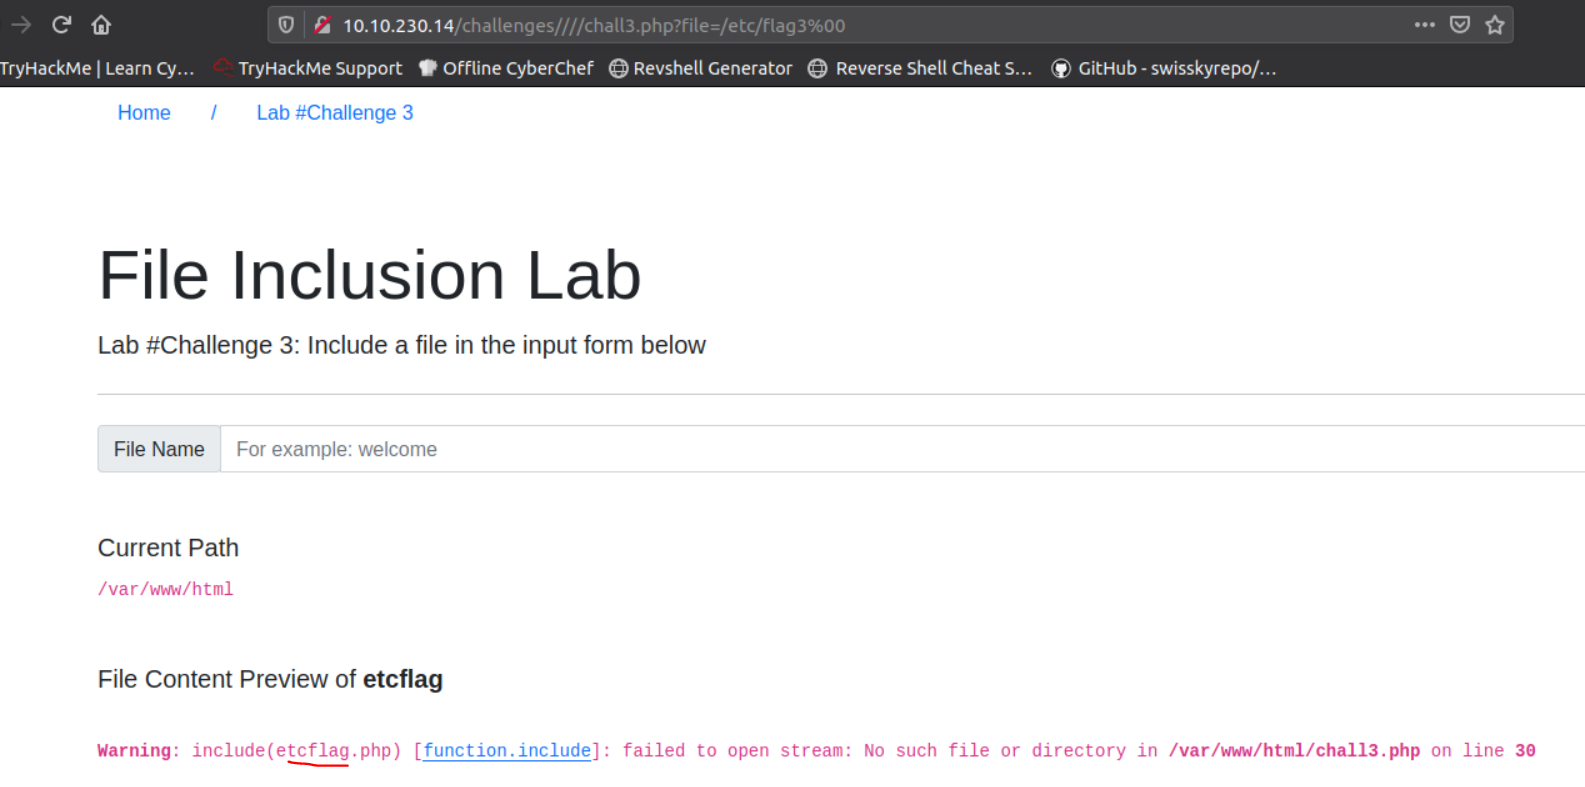 10.10.230.14/challenges////chall3.php?file=/etc/flag3%00
TryHackMe | Learn Cy… TryHackMe Support Offline CyberChef Revshell Generator Reverse Shell Cheat S… GitHub - swisskyrepo/…
Home / Lab #Challenge 3
File Inclusion Lab
Lab #Challenge 3: Include a file in the input form below
File Name For example: welcome
Current Path
/var/www/html
File Content Preview of etcflag
Warning: include(etcflag.php) [function.include]: failed to open stream: No such file or directory in /var/www/html/chall3.php on line 30